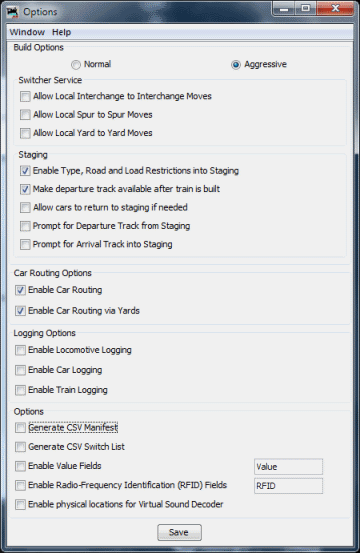 Options
Window Help
Build Options
Normal Aggressive
Switcher Service
Allow Local Interchange to Interchange Moves
Allow Local Spur to Spur Moves
Allow Local Yard to Yard Moves
Staging
Enable Type, Road and Load Restrictions into Staging
Make departure track available after train is built
Allow cars to return to staging if needed
Prompt for Departure Track from Staging
Prompt for Arrival Track into Staging
Car Routing Options
Enable Car Routing
Enable Car Routing via Yards
Logging Options
Enable Locomotive Logging
Enable Car Logging
Enable Train Logging
Options
Generate CSV Manifest
Generate CSV Switch List
Enable Value Fields Value
Enable Radio-Frequency Identification (RFID) Fields RFID
Enable physical locations for Virtual Sound Decoder
Save